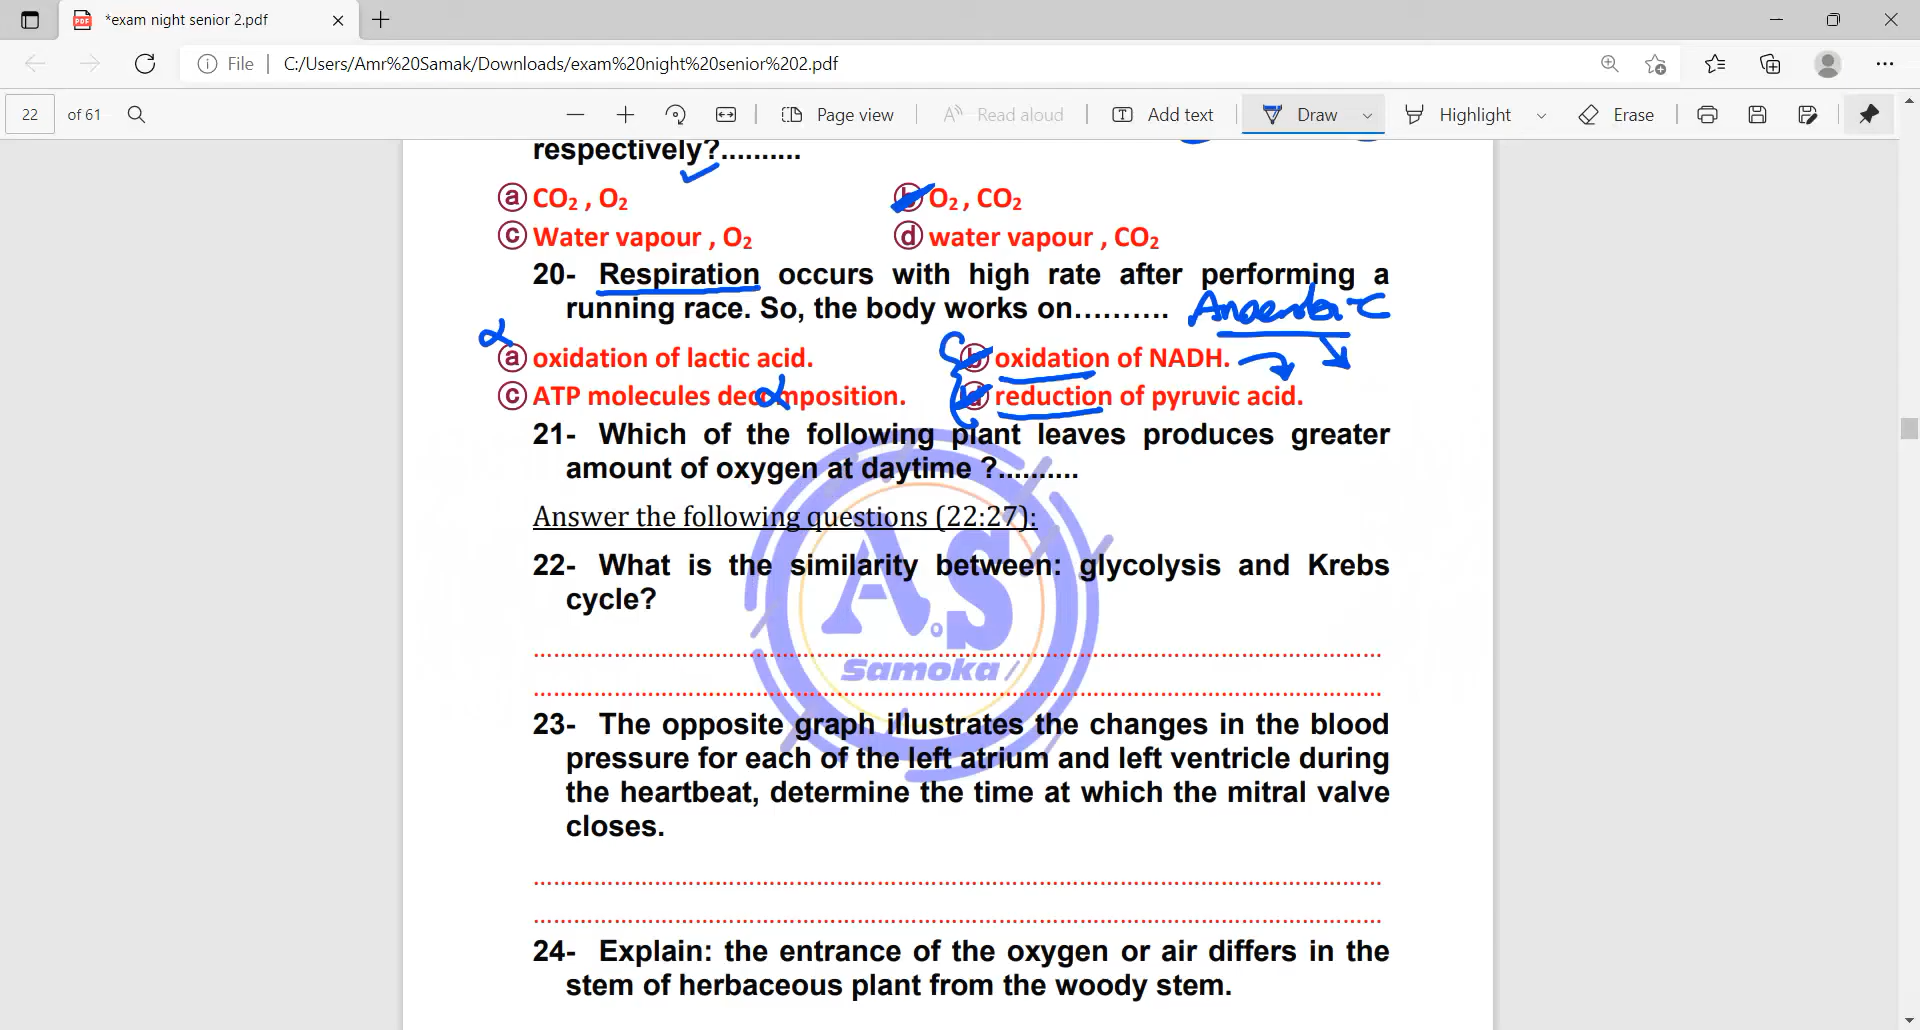 *exam night senior 2.pdf
File
C:/Users/Amr%20Samak/Downloads/exam%20night%20senior%202.pdf
22 of 61
Page view
Read aloud
Add text
Draw
Highlight
Erase
respectively?..........
ⓐ CO₂ , O₂ ⓑ O₂ , CO₂
ⓒ Water vapour , O₂ ⓓ water vapour , CO₂
20- Respiration occurs with high rate after performing a
running race. So, the body works on.......... Anaerobic
ⓐ oxidation of lactic acid. ⓑ oxidation of NADH.
ⓒ ATP molecules decomposition. ⓓ reduction of pyruvic acid.
21- Which of the following plant leaves produces greater
amount of oxygen at daytime ?..........
Answer the following questions (22:27):
22- What is the similarity between: glycolysis and Krebs
cycle?
A.S
Samoka
23- The opposite graph illustrates the changes in the blood
pressure for each of the left atrium and left ventricle during
the heartbeat, determine the time at which the mitral valve
closes.
24- Explain: the entrance of the oxygen or air differs in the
stem of herbaceous plant from the woody stem.